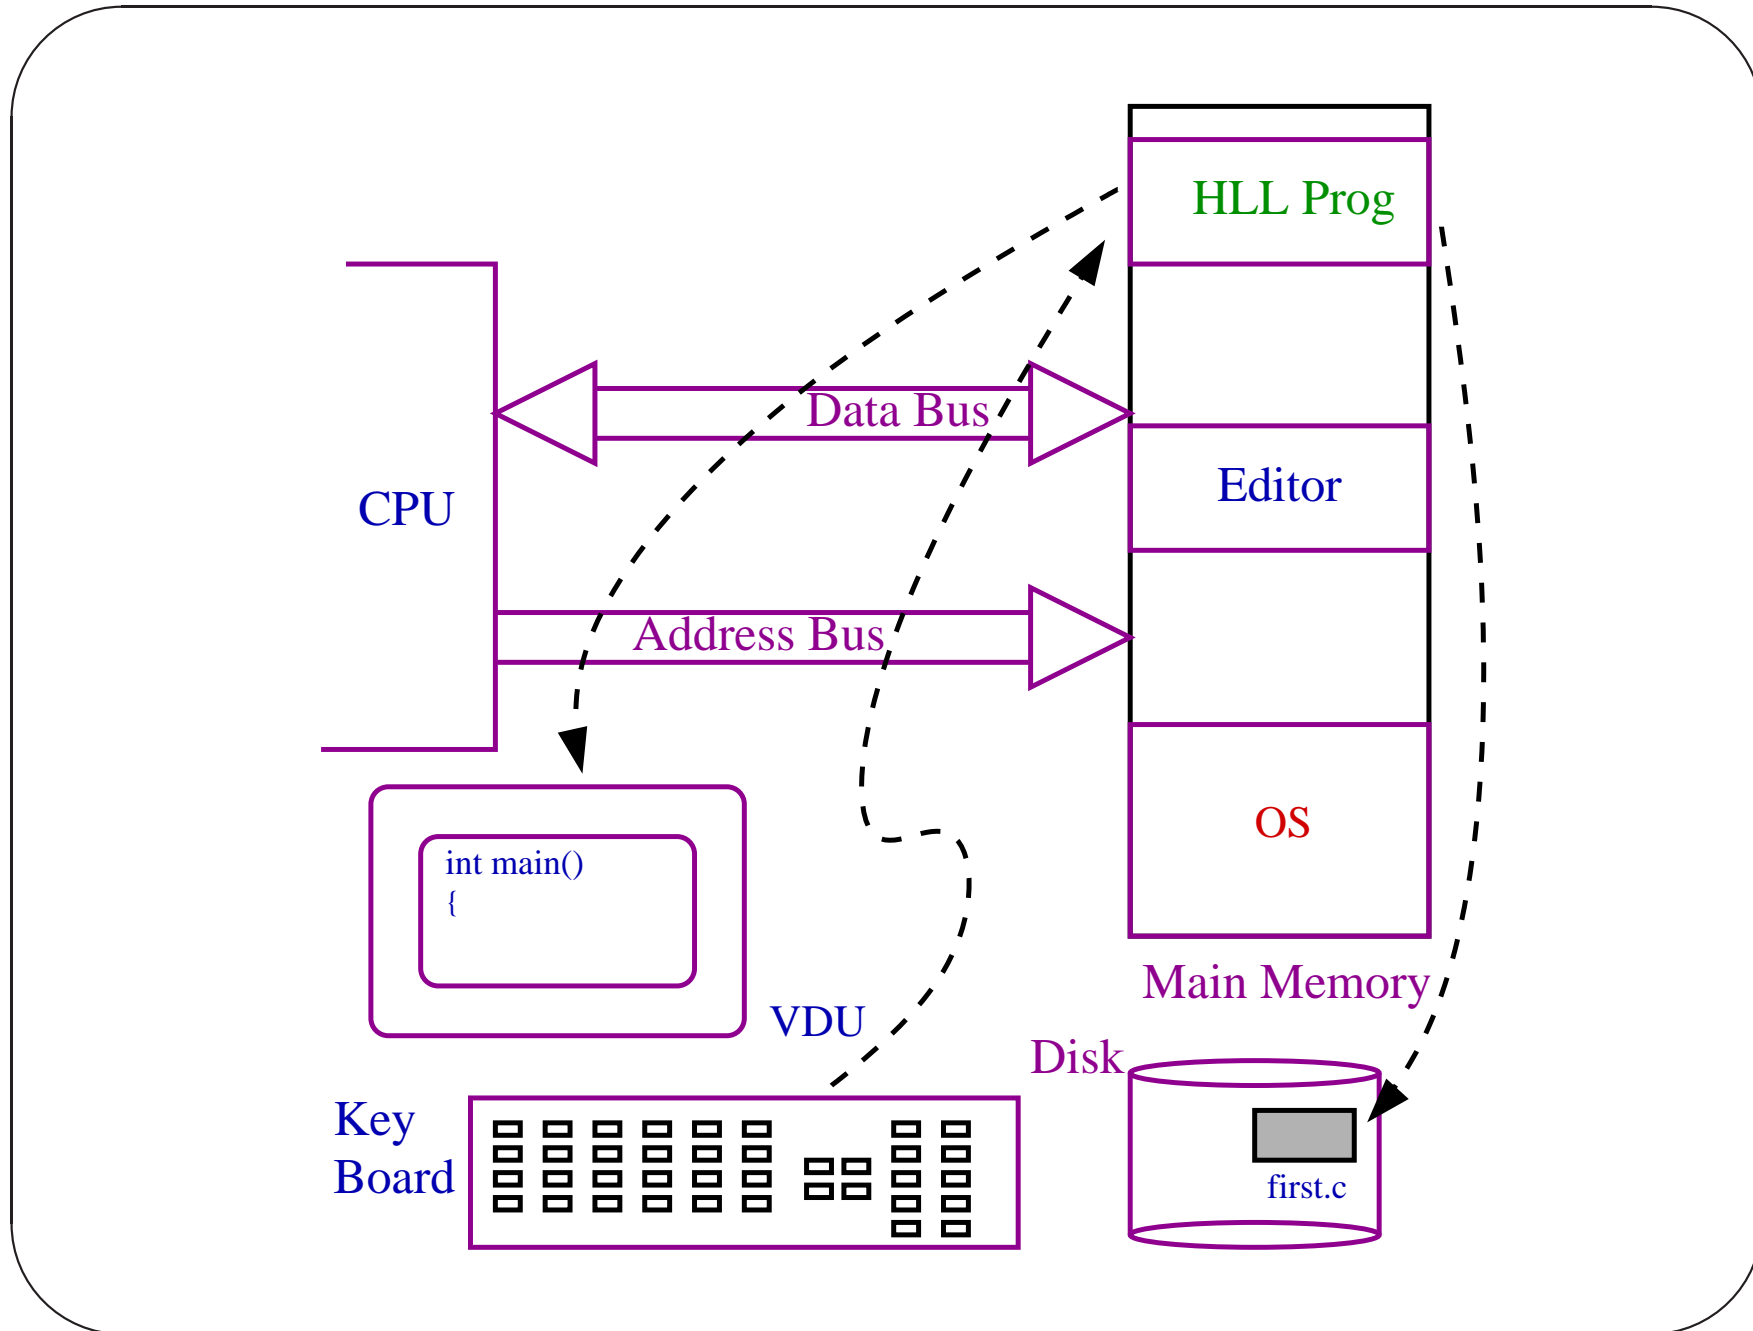 HLL Prog
Data Bus
Editor
CPU
Address Bus
OS
int main()
{
Main Memory
VDU
Disk
Key
Board
first.c